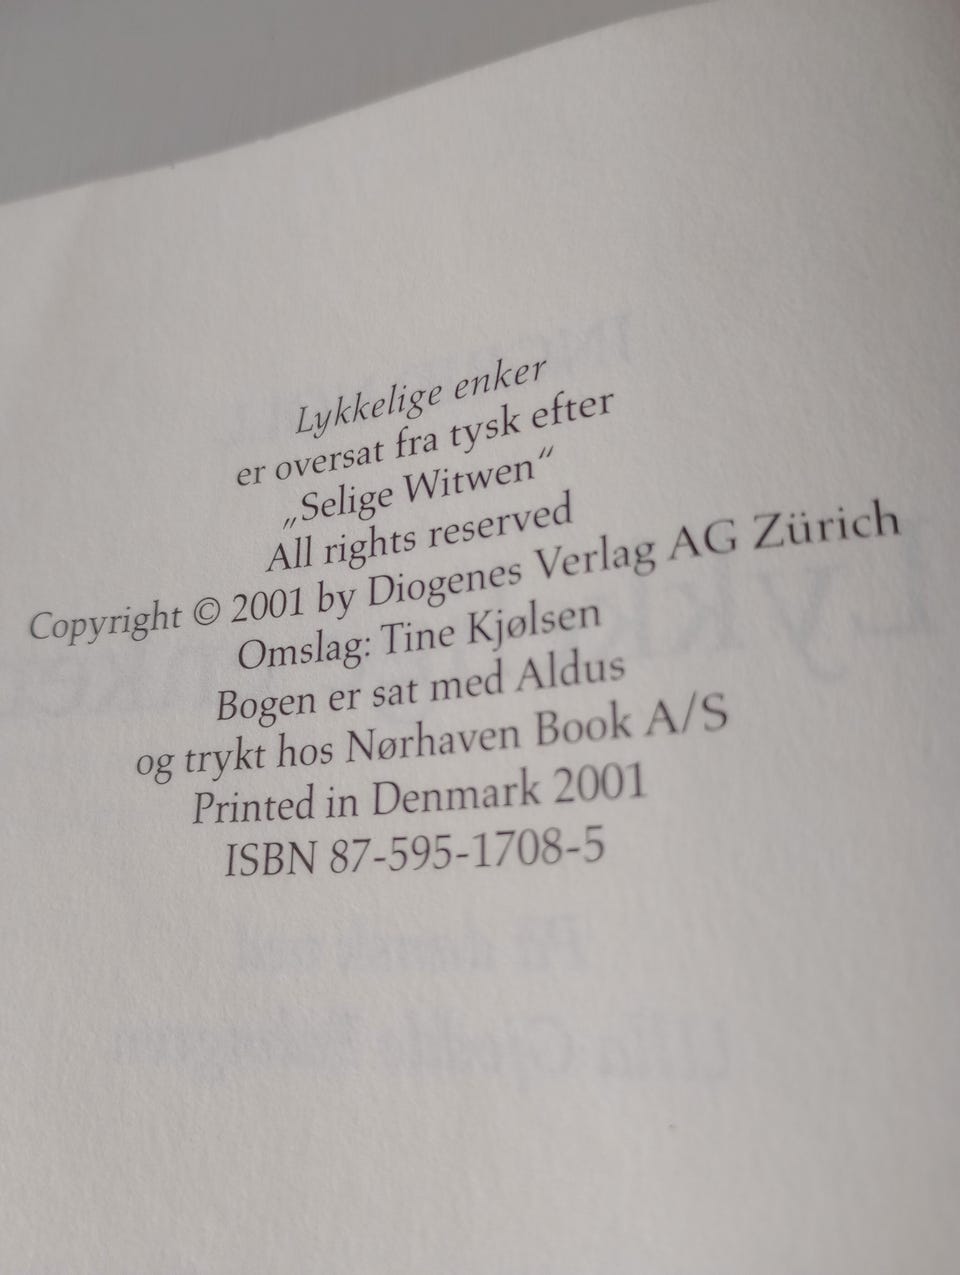 Lykkelige enker
er oversat fra tysk efter
„Selige Witwen“
All rights reserved
Copyright © 2001 by Diogenes Verlag AG Zürich
Omslag: Tine Kjølsen
Bogen er sat med Aldus
og trykt hos Nørhaven Book A/S
Printed in Denmark 2001
ISBN 87-595-1708-5